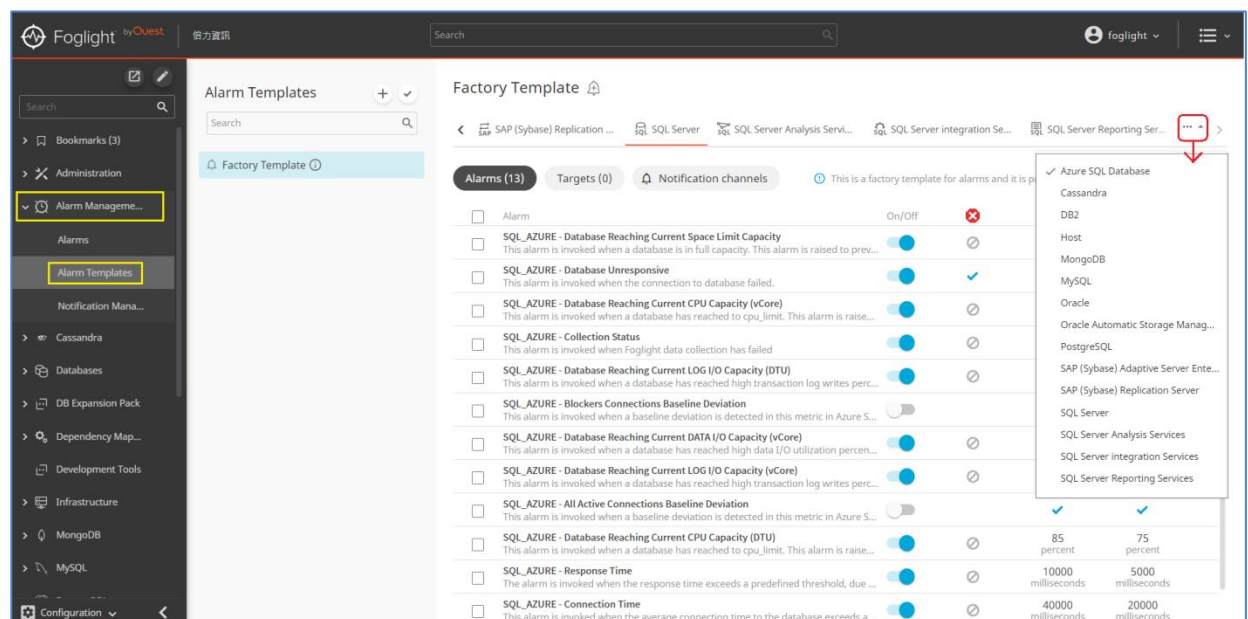 Foglight by Quest
倍力資訊
Search
foglight
Search
Bookmarks (3)
Administration
Alarm Manageme...
Alarms
Alarm Templates
Notification Mana...
Cassandra
Databases
DB Expansion Pack
Dependency Map...
Development Tools
Infrastructure
MongoDB
MySQL
Configuration
Alarm Templates
Search
Factory Template
Factory Template
SAP (Sybase) Replication ...
SQL Server
SQL Server Analysis Servi...
SQL Server integration Se...
SQL Server Reporting Ser...
Alarms (13)
Targets (0)
Notification channels
This is a factory template for alarms and it is p
Alarm
On/Off
SQL_AZURE - Database Reaching Current Space Limit Capacity
This alarm is invoked when a database is in full capacity. This alarm is raised to prev...
SQL_AZURE - Database Unresponsive
This alarm is invoked when the connection to database failed.
SQL_AZURE - Database Reaching Current CPU Capacity (vCore)
This alarm is invoked when a database has reached to cpu_limit. This alarm is raise...
SQL_AZURE - Collection Status
This alarm is invoked when Foglight data collection has failed
SQL_AZURE - Database Reaching Current LOG I/O Capacity (DTU)
This alarm is invoked when a database has reached high transaction log writes perc...
SQL_AZURE - Blockers Connections Baseline Deviation
This alarm is invoked when a baseline deviation is detected in this metric in Azure S...
SQL_AZURE - Database Reaching Current DATA I/O Capacity (vCore)
This alarm is invoked when a database has reached high data I/O utilization percen...
SQL_AZURE - Database Reaching Current LOG I/O Capacity (vCore)
This alarm is invoked when a database has reached high transaction log writes perc...
SQL_AZURE - All Active Connections Baseline Deviation
This alarm is invoked when a baseline deviation is detected in this metric in Azure S...
SQL_AZURE - Database Reaching Current CPU Capacity (DTU)
This alarm is invoked when a database has reached to cpu_limit. This alarm is raise...
85 75
percent percent
SQL_AZURE - Response Time
The alarm is invoked when the response time exceeds a predefined threshold, due ...
10000 5000
milliseconds milliseconds
SQL_AZURE - Connection Time
This alarm is invoked when the average connection time to the database exceeds a
40000 20000
milliseconds milliseconds
Azure SQL Database
Cassandra
DB2
Host
MongoDB
MySQL
Oracle
Oracle Automatic Storage Manag...
PostgreSQL
SAP (Sybase) Adaptive Server Ente...
SAP (Sybase) Replication Server
SQL Server
SQL Server Analysis Services
SQL Server integration Services
SQL Server Reporting Services